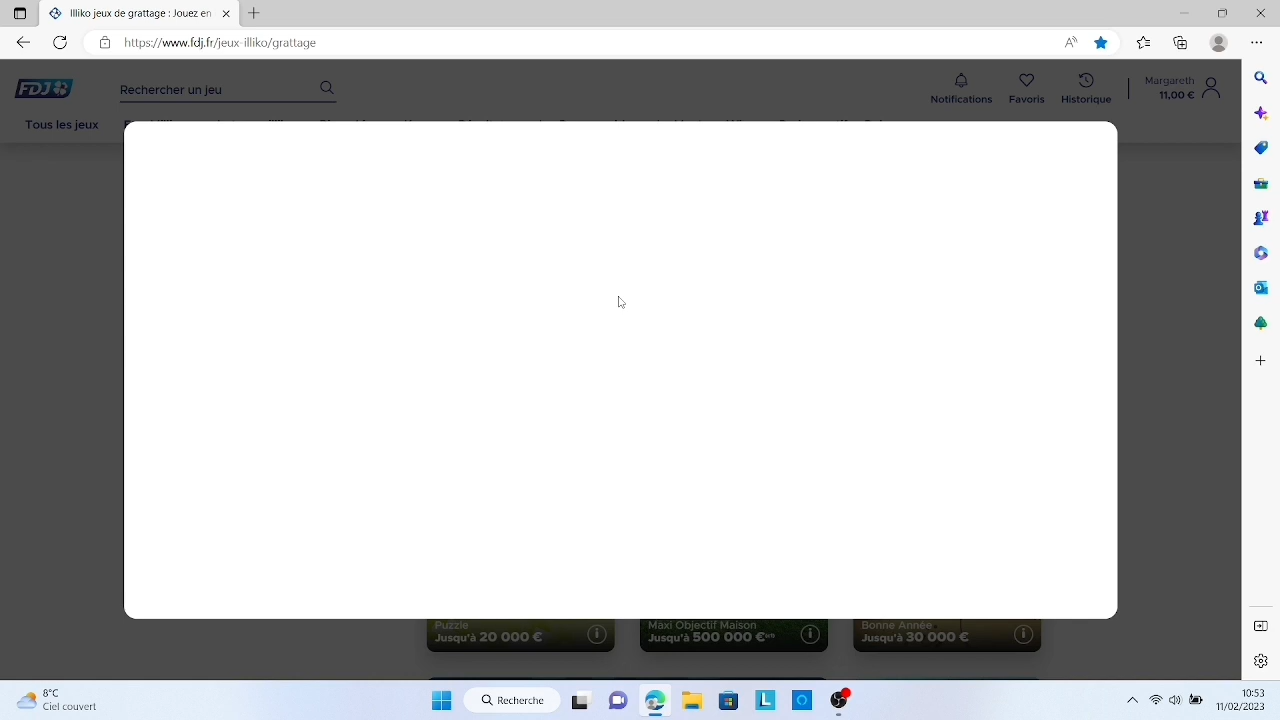 Illiko jeux de grattage : Jouez en
https://www.fdj.fr/jeux-illiko/grattage
FDJ
Rechercher un jeu
Notifications
Favoris
Historique
Margareth
11,00 €
Tous les jeux
Puzzle
Jusqu'à 20 000 €
Maxi Objectif Maison
Jusqu'à 500 000 €
Bonne Année
Jusqu'à 30 000 €
8°C
Ciel couvert
Recherche
10:53
11/02/2023